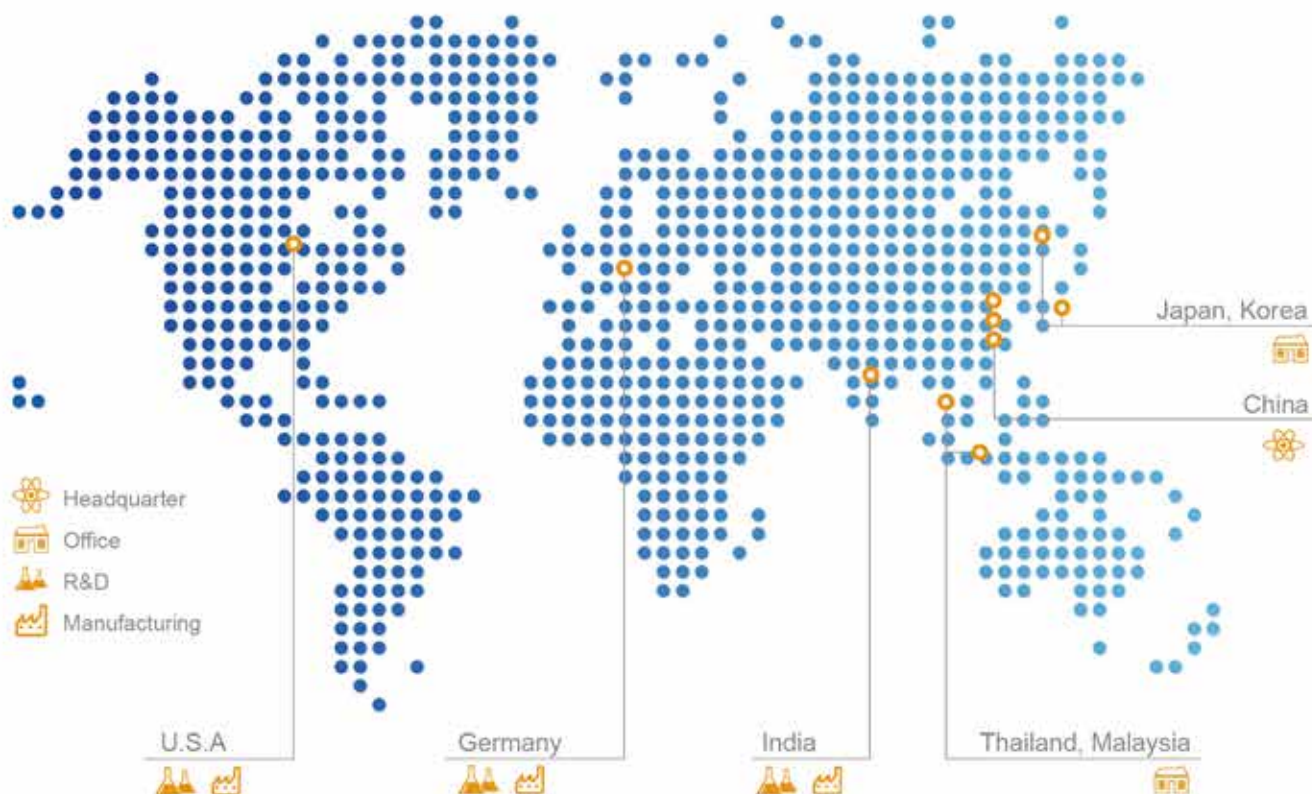 Japan, Korea
China
Headquarter
Office
R&D
Manufacturing
U.S.A
Germany
India
Thailand, Malaysia